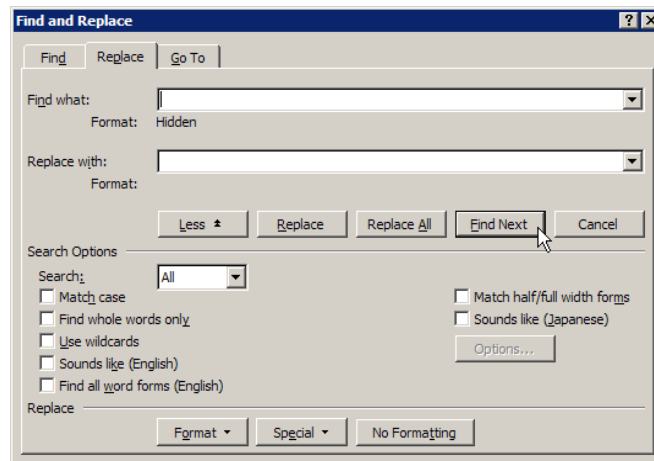 Find and Replace
Find Replace Go To
Find what:
Format: Hidden
Replace with:
Format:
Less Replace Replace All Find Next Cancel
Search Options
Search: All
Match case Match half/full width forms
Find whole words only Sounds like (Japanese)
Use wildcards Options...
Sounds like (English)
Find all word forms (English)
Replace
Format Special No Formatting